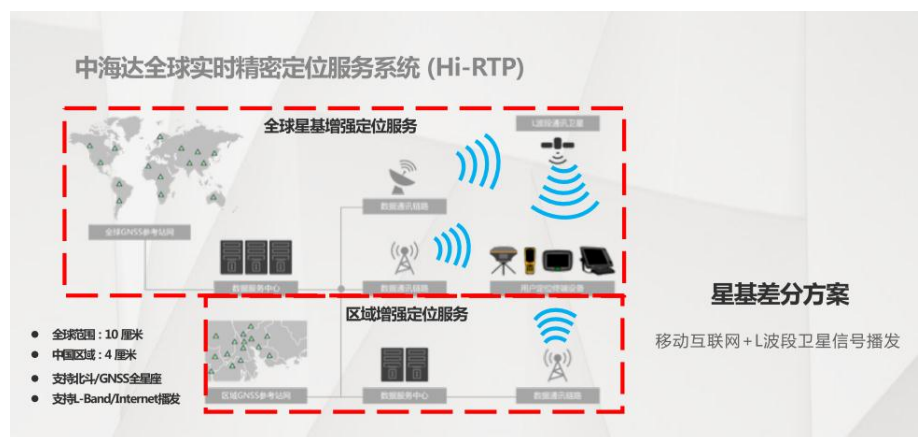 中海达全球实时精密定位服务系统 (Hi-RTP)
全球星基增强定位服务
L波段通讯卫星
数据通讯链路
全球GNSS参考站网
数据服务中心
数据通讯链路
用户定位终端设备
区域增强定位服务
星基差分方案
移动互联网+L波段卫星信号播发
● 全球范围：10 厘米
● 中国区域：4 厘米
● 支持北斗/GNSS全星座
● 支持L-Band/Internet播发
区域GNSS参考站网
数据服务中心
数据通讯链路